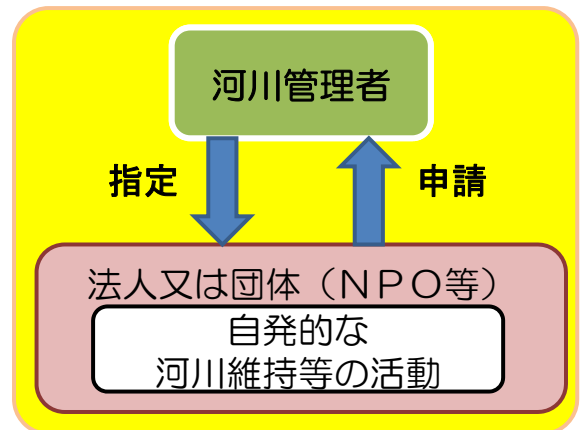 河川管理者
指定
申請
法人又は団体（ＮＰＯ等）
自発的な
河川維持等の活動